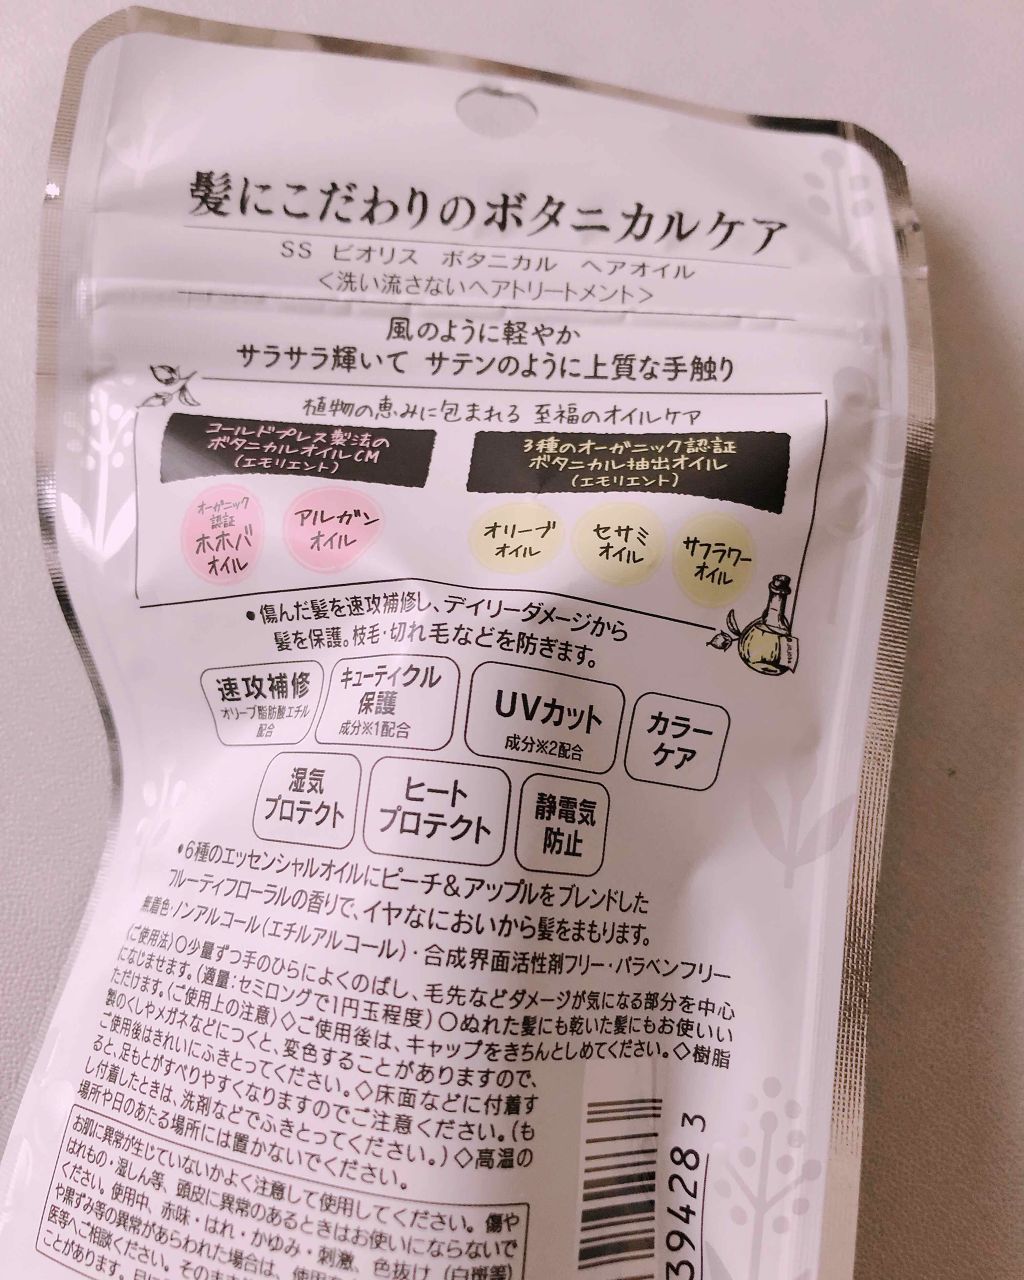 髪にこだわりのボタニカルケア
SS ビオリス ボタニカル ヘアオイル
<洗い流さないヘアトリートメント>
風のように軽やか
サラサラ輝いて サテンのように上質な手触り
植物の恵みに包まれる 至福のオイルケア
コールドプレス製法の
ボタニカルオイルCM
(エモリエント)
3種のオーガニック認証
ボタニカル抽出オイル
(エモリエント)
オーガニック
認証
ホホバ
オイル
アルガン
オイル
オリーブ
オイル
セサミ
オイル
サフラワー
オイル
•傷んだ髪を速攻補修し、デイリーダメージから
髪を保護。枝毛・切れ毛などを防ぎます。
速攻補修
オリーブ脂肪酸エチル
配合
キューティクル
保護
成分※1配合
UVカット
成分※2配合
カラー
ケア
湿気
プロテクト
ヒート
プロテクト
静電気
防止
•6種のエッセンシャルオイルにピーチ&アップルをブレンドした
フルーティフローラルの香りで、イヤなにおいから髪をまもります。
無着色・ノンアルコール(エチルアルコール)・合成界面活性剤フリー・パラベンフリー
〈ご使用法〉○少量ずつ手のひらによくのばし、毛先などダメージが気になる部分を中心
になじませます。(適量:セミロングで1円玉程度)○ぬれた髪にも乾いた髪にもお使いい
ただけます。〈ご使用上の注意〉◇ご使用後は、キャップをきちんとしめてください。◇樹脂
製のくしやメガネなどにつくと、変色することがありますので、
ご使用後はきれいにふきとってください。◇床面などに付着す
ると、足もとがすべりやすくなりますのでご注意ください。(も
し付着したときは、洗剤などでふきとってください。)◇高温の
場所や日のあたる場所には置かないでください。
お肌に異常が生じていないかよく注意して使用してください。傷や
はれもの・湿しん等、頭皮に異常のあるときはお使いにならないで
ください。使用中、赤味・はれ・かゆみ・刺激、色抜け(白斑等)
や黒ずみ等の異常があらわれた場合は、使用
医等へご相談ください。そのまま
ことがあります。
39428 3